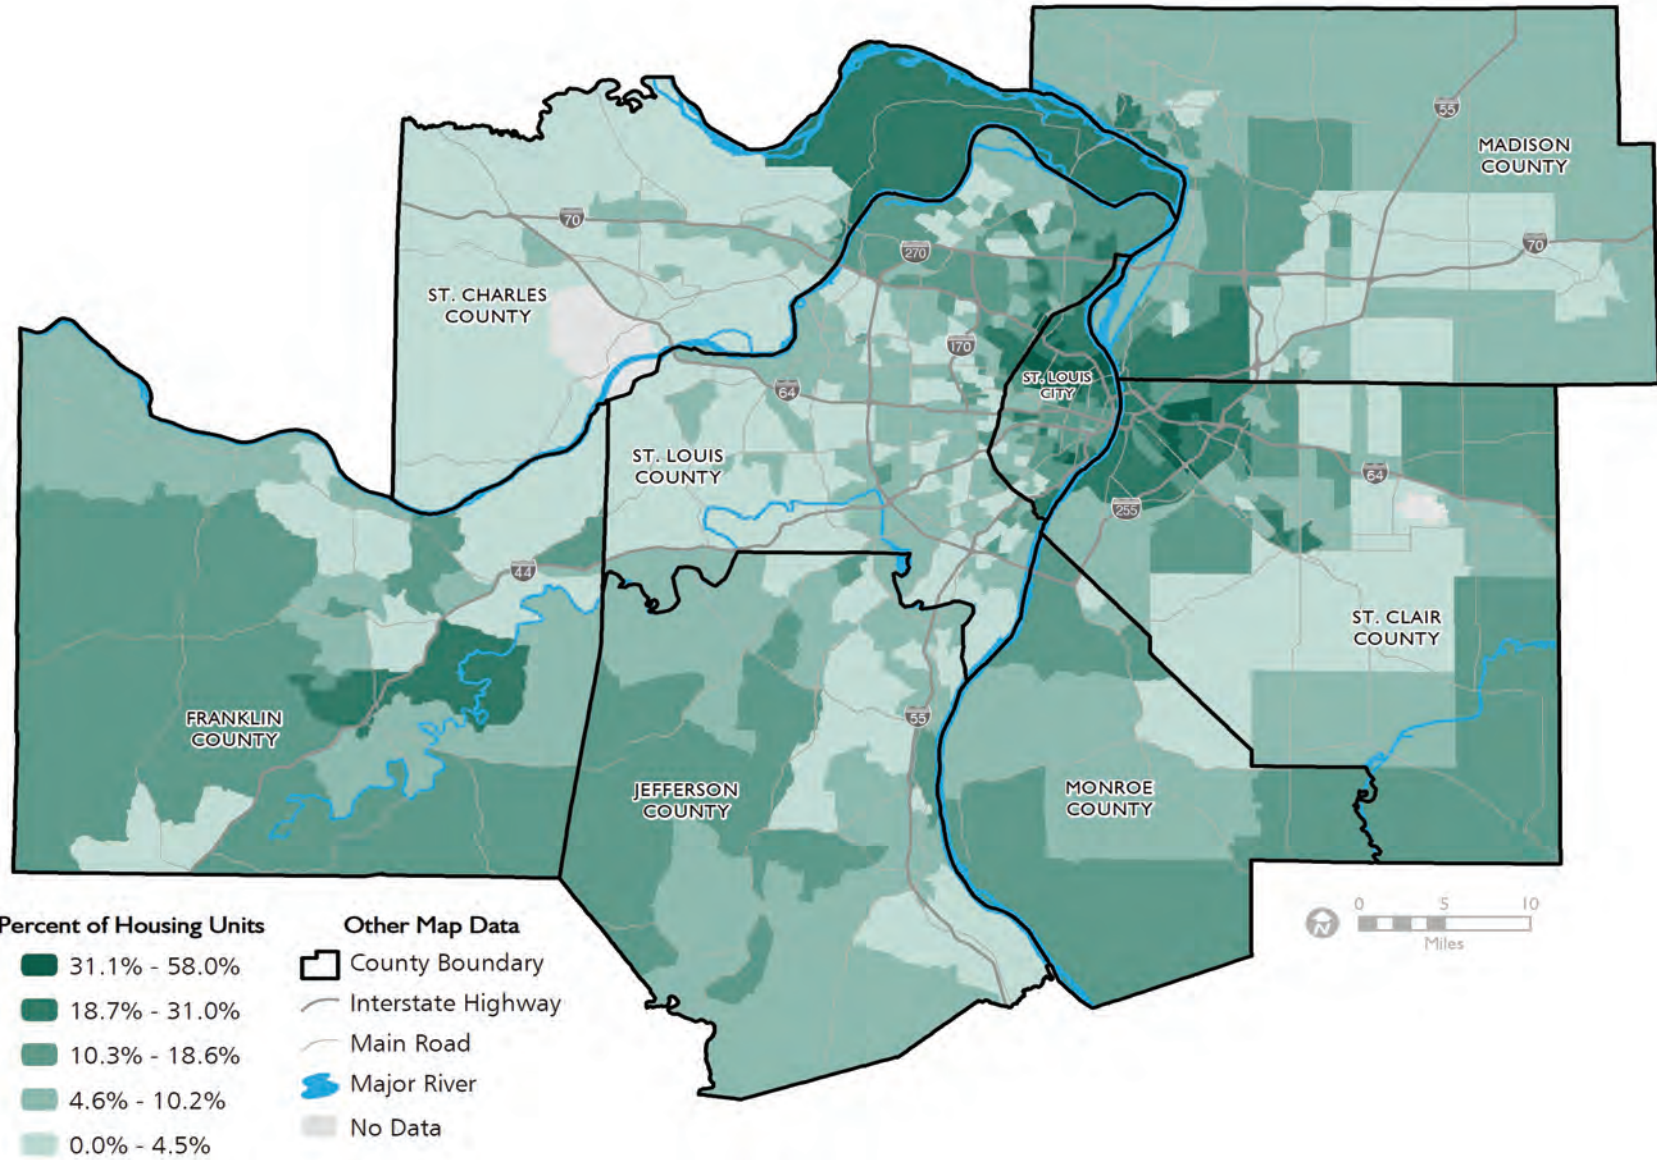 55
MADISON
COUNTY
70
70
270
ST. CHARLES
COUNTY
170
ST. LOUIS
CITY
64
ST. LOUIS
COUNTY
64
255
44
ST. CLAIR
COUNTY
FRANKLIN
COUNTY
55
JEFFERSON
COUNTY
MONROE
COUNTY
Percent of Housing Units
31.1% - 58.0%
18.7% - 31.0%
10.3% - 18.6%
4.6% - 10.2%
0.0% - 4.5%
Other Map Data
County Boundary
Interstate Highway
Main Road
Major River
No Data
N
0 5 10
Miles